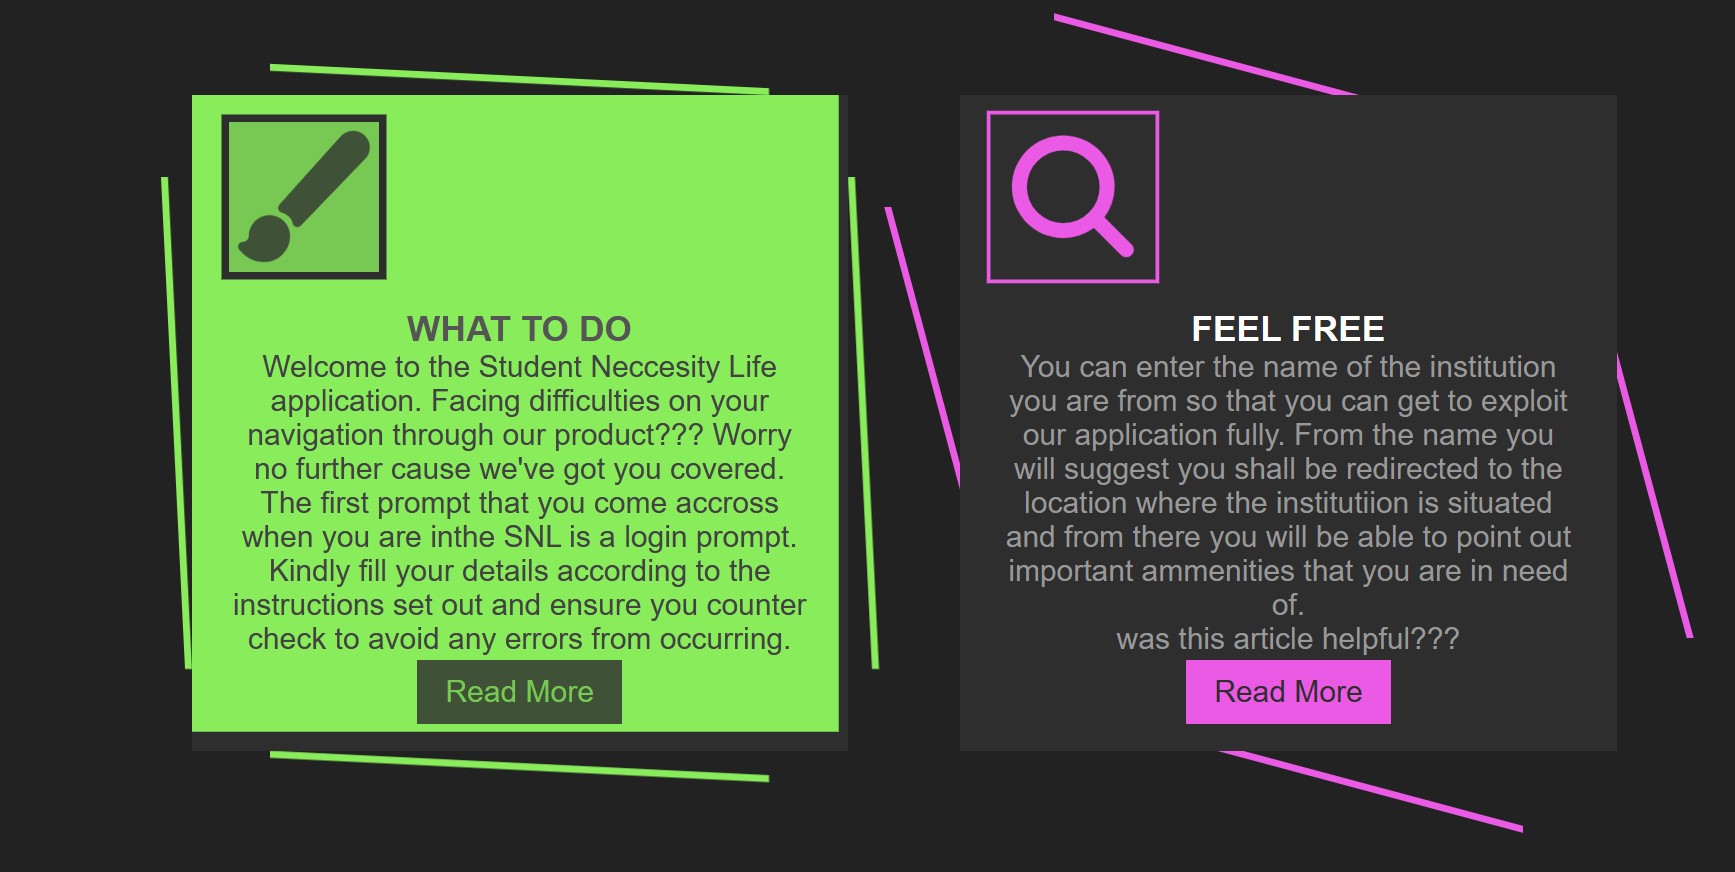 WHAT TO DO
Welcome to the Student Neccesity Life
application. Facing difficulties on your
navigation through our product??? Worry
no further cause we've got you covered.
The first prompt that you come accross
when you are inthe SNL is a login prompt.
Kindly fill your details according to the
instructions set out and ensure you counter
check to avoid any errors from occurring.
Read More
FEEL FREE
You can enter the name of the institution
you are from so that you can get to exploit
our application fully. From the name you
will suggest you shall be redirected to the
location where the institutiion is situated
and from there you will be able to point out
important ammenities that you are in need
of.
was this article helpful???
Read More